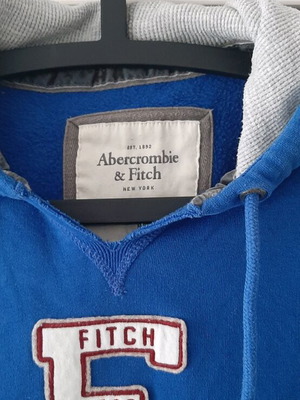 EST. 1892
Abercrombie
& Fitch
NEW YORK
FITCH